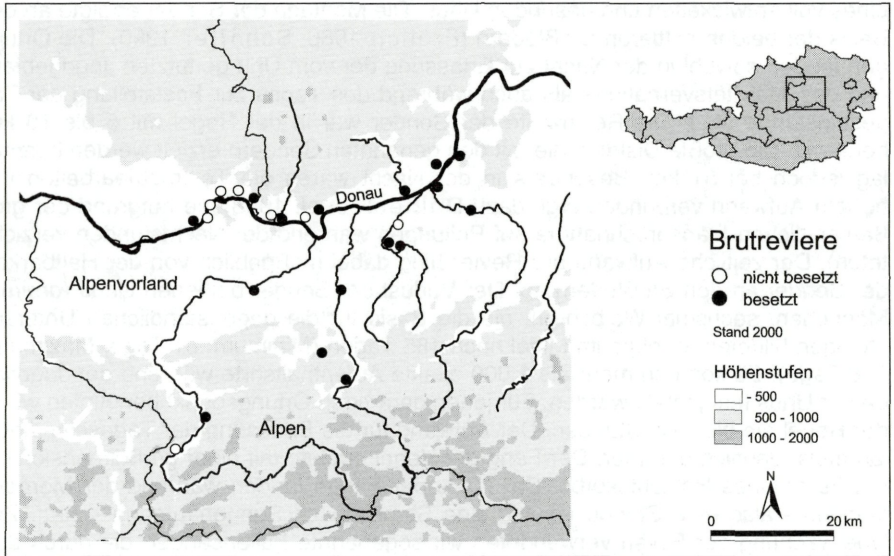 Donau
Alpenvorland
Alpen
Brutreviere
nicht besetzt
besetzt
Stand 2000
Höhenstufen
- 500
500 - 1000
1000 - 2000
N
0 20 km